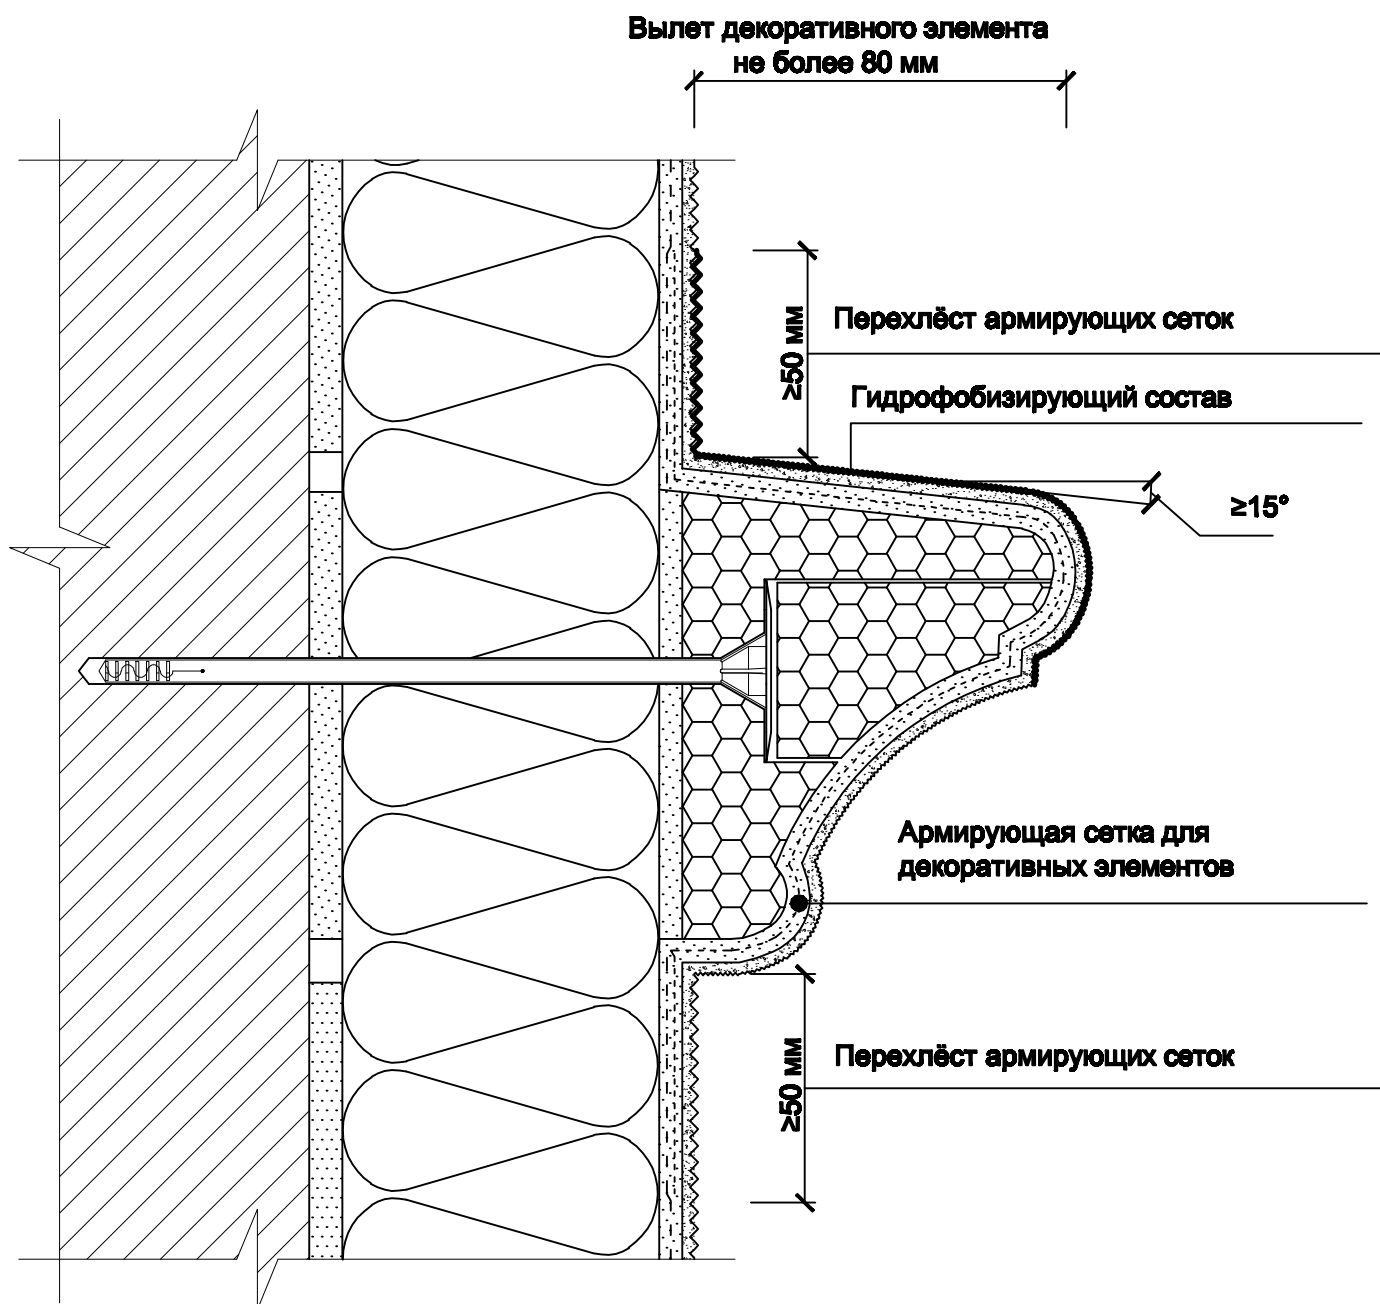 Вылет декоративного элемента
не более 80 мм
≥50 мм
Перехлёст армирующих сеток
Гидрофобизирующий состав
≥15°
Армирующая сетка для
декоративных элементов
≥50 мм
Перехлёст армирующих сеток